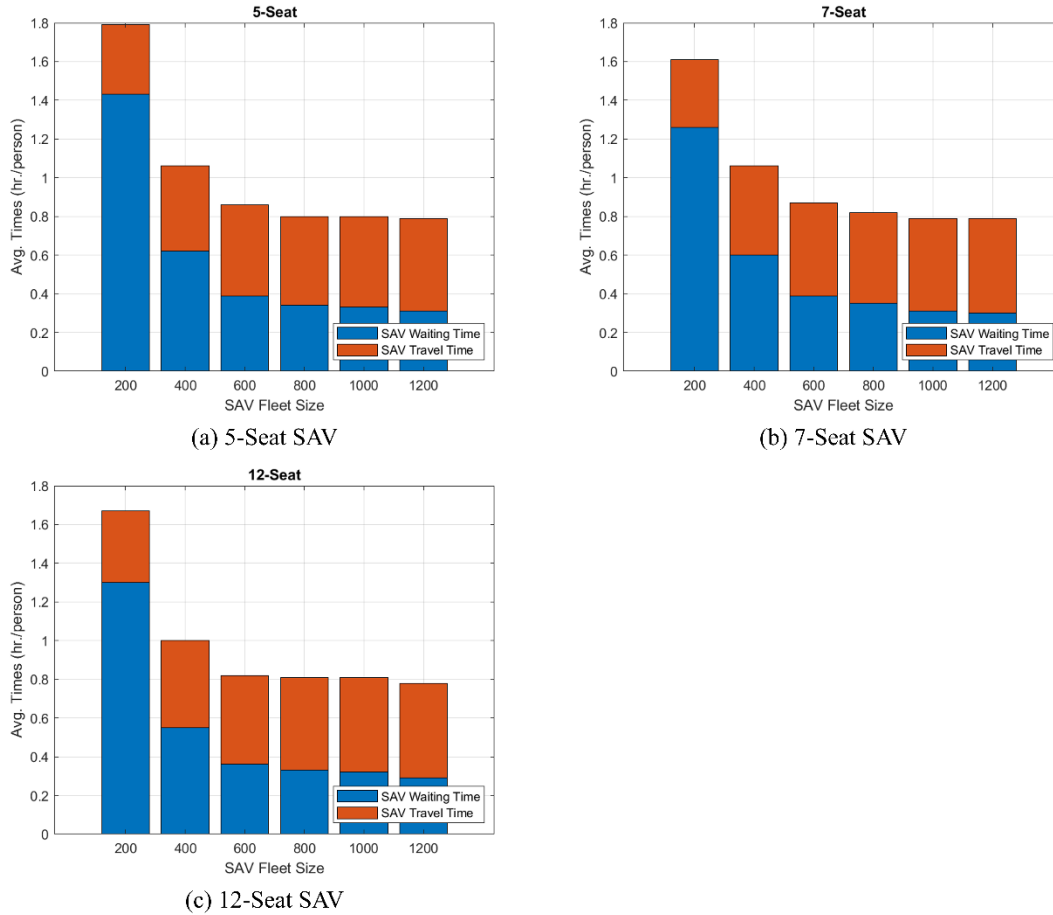 5-Seat
1.8
1.6
1.4
1.2
1
0.8
0.6
0.4
0.2
0
Avg. Times (hr./person)
SAV Waiting Time
SAV Travel Time
200 400 600 800 1000 1200
SAV Fleet Size
(a) 5-Seat SAV
7-Seat
1.8
1.6
1.4
1.2
1
0.8
0.6
0.4
0.2
0
Avg. Times (hr./person)
SAV Waiting Time
SAV Travel Time
200 400 600 800 1000 1200
SAV Fleet Size
(b) 7-Seat SAV
12-Seat
1.8
1.6
1.4
1.2
1
0.8
0.6
0.4
0.2
0
Avg. Times (hr./person)
SAV Waiting Time
SAV Travel Time
200 400 600 800 1000 1200
SAV Fleet Size
(c) 12-Seat SAV